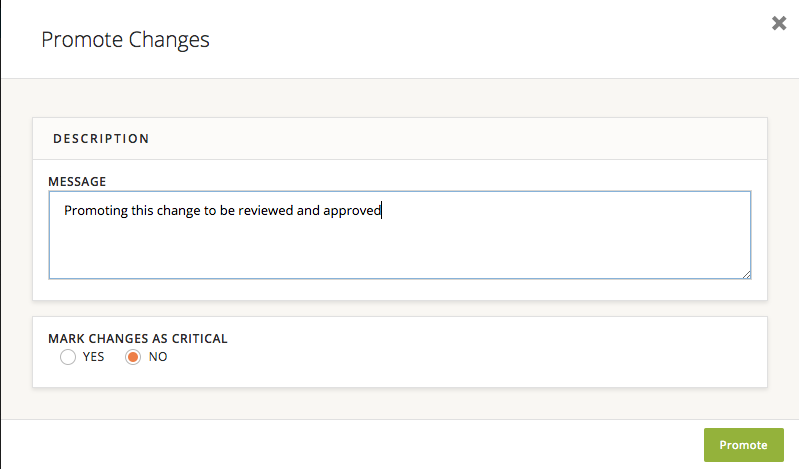 Promote Changes
DESCRIPTION
MESSAGE
Promoting this change to be reviewed and approved
MARK CHANGES AS CRITICAL
YES NO
Promote